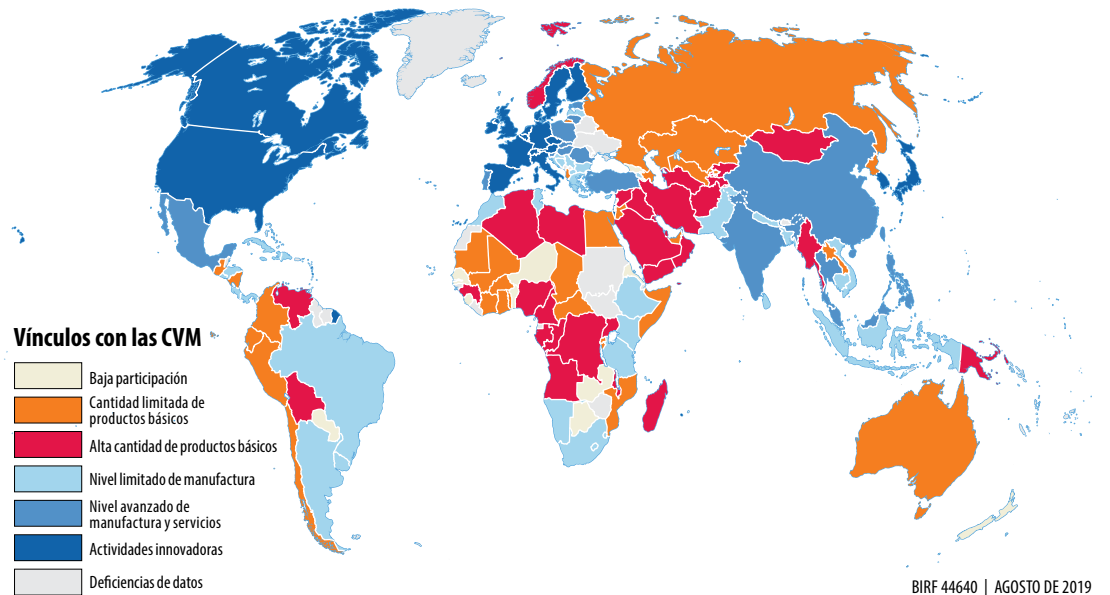 Vínculos con las CVM
Baja participación
Cantidad limitada de
productos básicos
Alta cantidad de productos básicos
Nivel limitado de manufactura
Nivel avanzado de
manufactura y servicios
Actividades innovadoras
Deficiencias de datos
BIRF 44640 | AGOSTO DE 2019